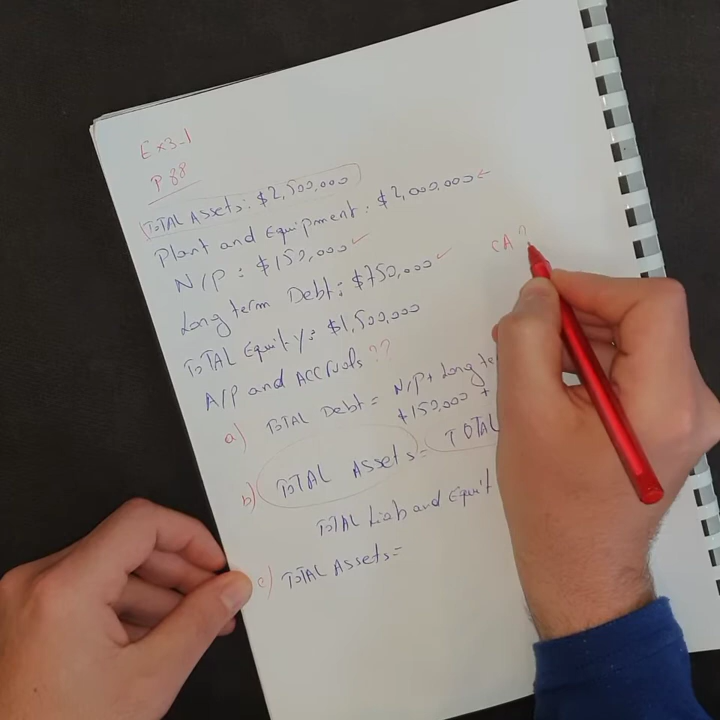 Ex3-1
P 88
TOTAL Assets: $2,500,000
Plant and Equipment: $2,000,000
N/P: $150,000
Long term Debt: $750,000
CA ?
TOTAL Equity: $1,500,000
A/P and Accruals ??
a) TOTAL Debt = N/P + Long te
+150,000 +
b) TOTAL Assets = TOTAL
TOTAL Liab and Equit
c) TOTAL Assets =